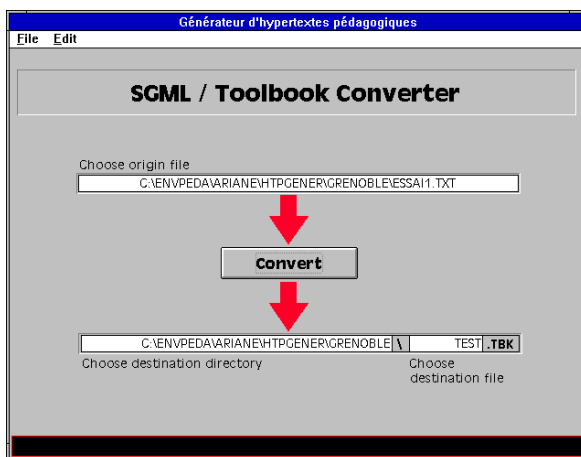 Générateur d'hypertextes pédagogiques
File Edit
SGML / Toolbook Converter
Choose origin file
C:\ENVPEDA\ARIANE\HTPGENER\GRENOBLE\ESSAI1.TXT
Convert
C:\ENVPEDA\ARIANE\HTPGENER\GRENOBLE \ TEST .TBK
Choose destination directory Choose
destination file